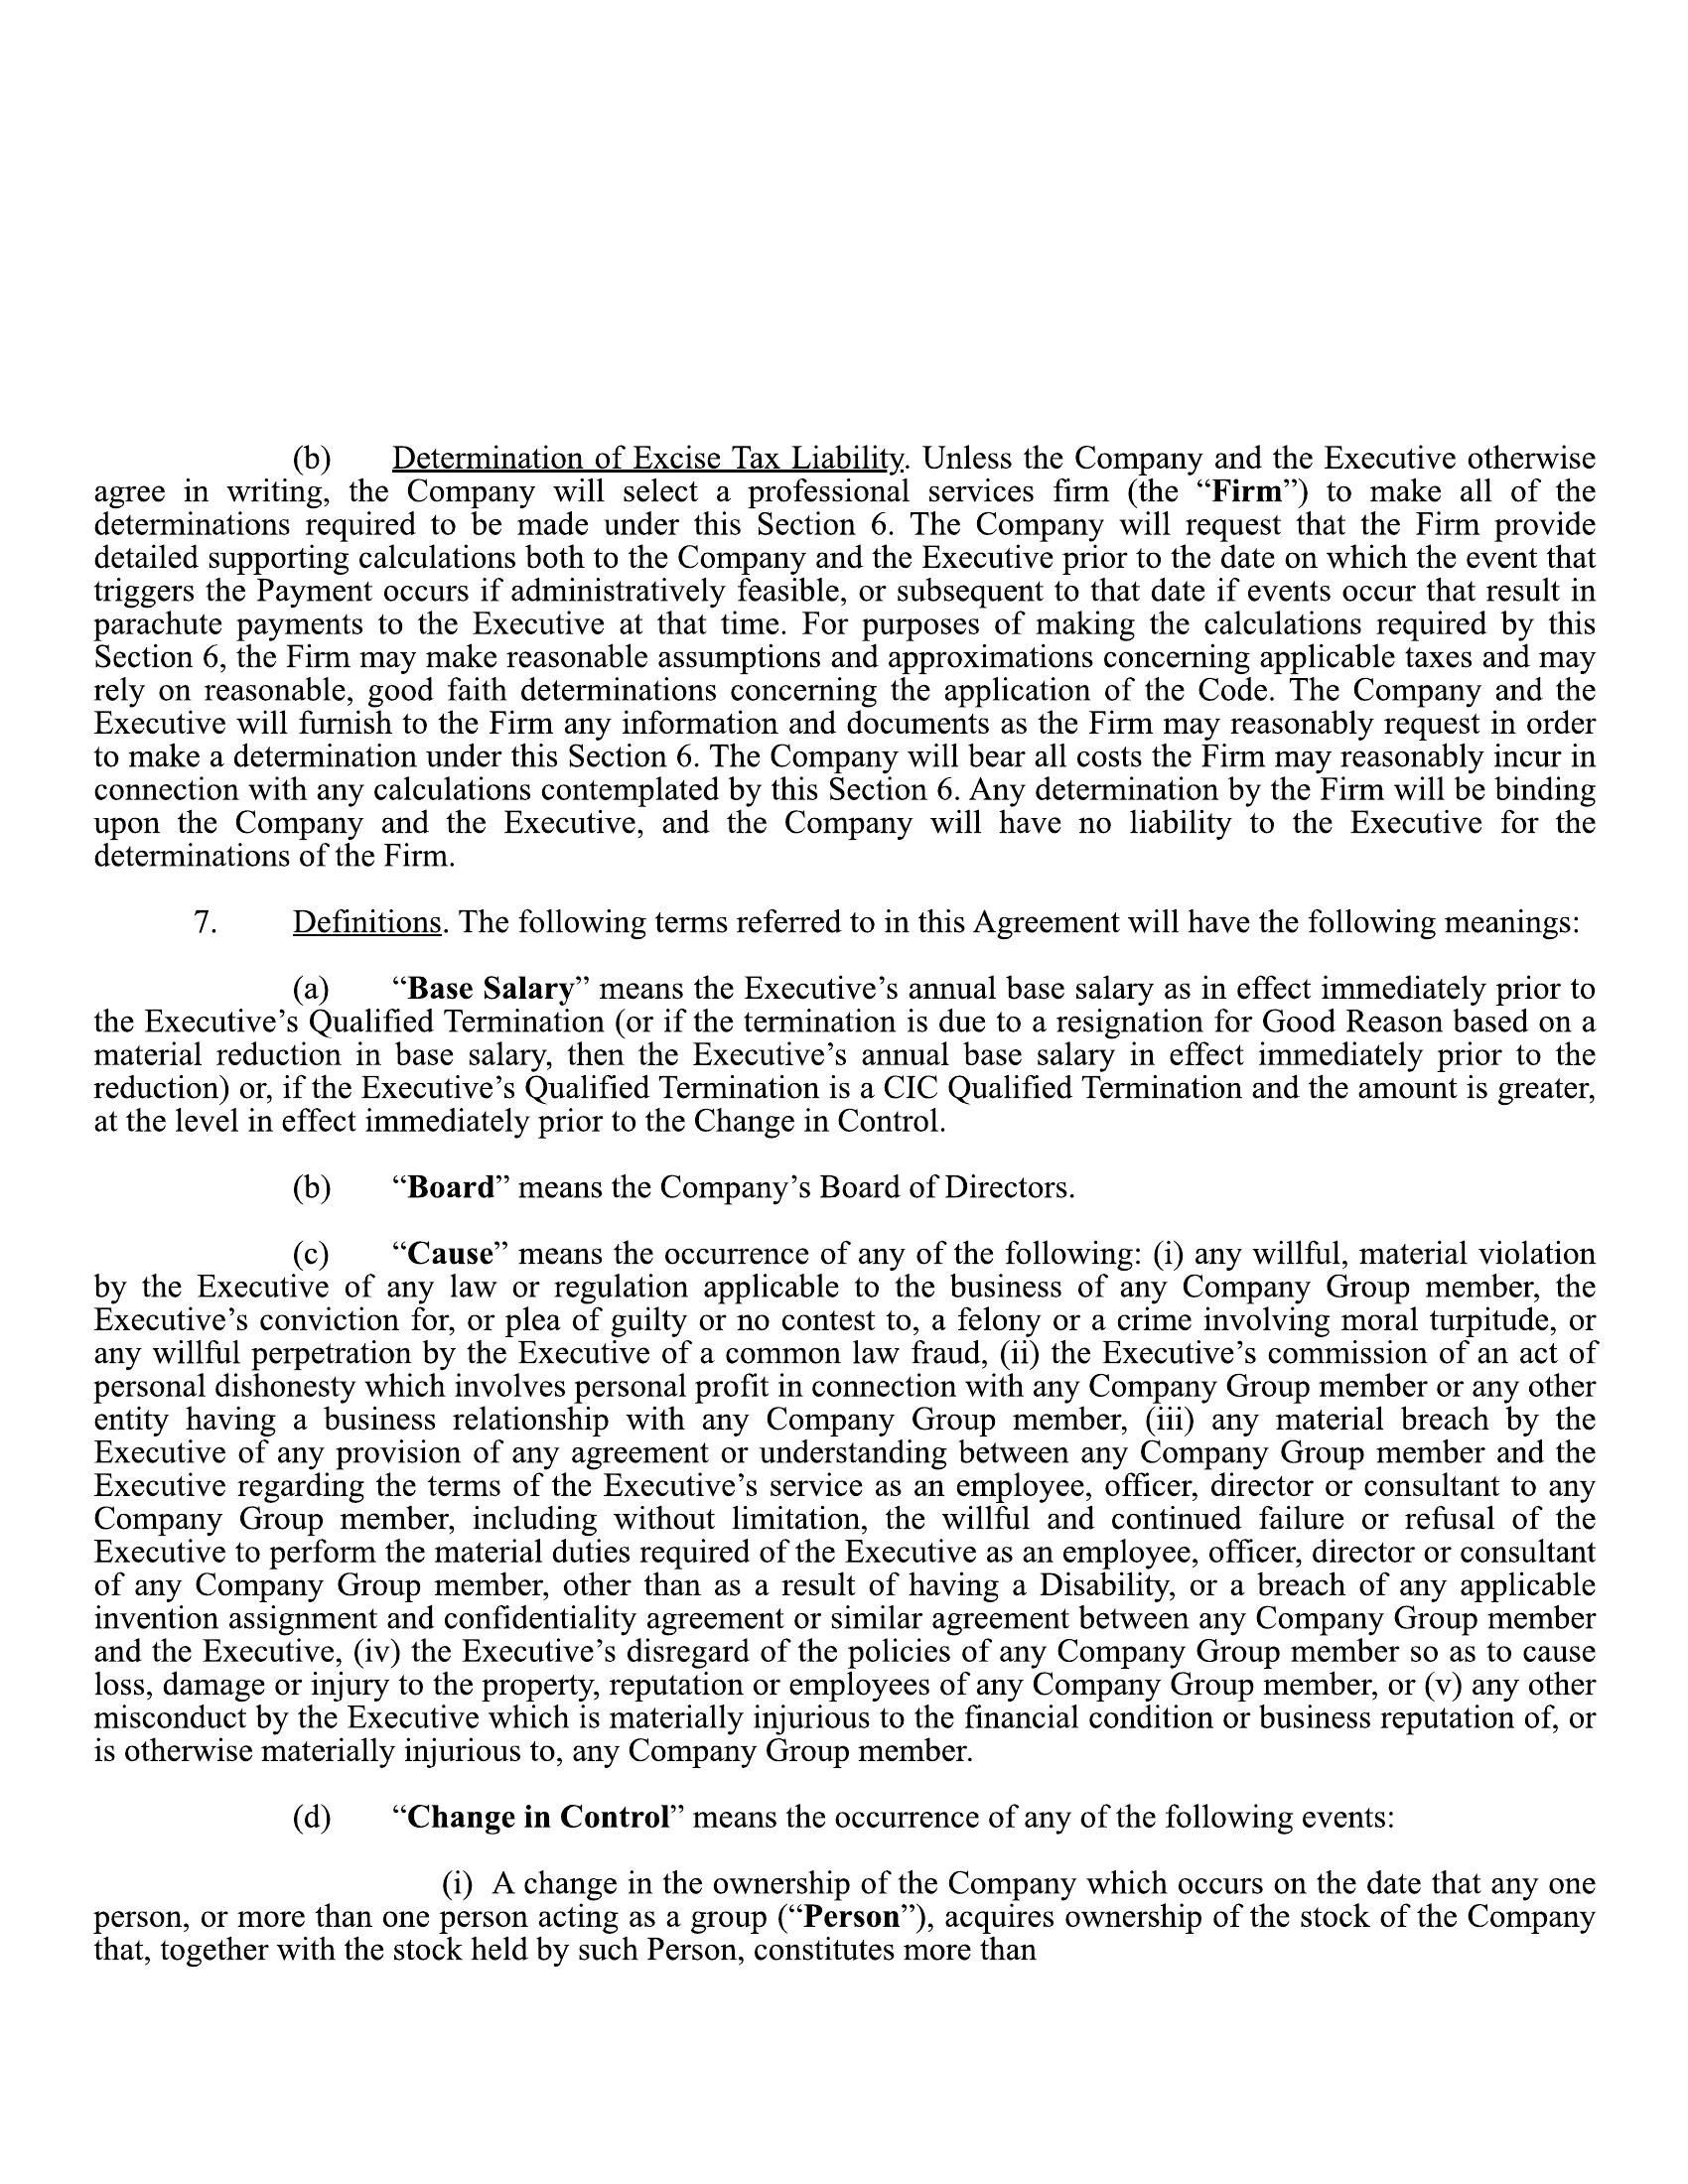 (b) Determination of Excise Tax Liability. Unless the Company and the Executive otherwise
agree in writing, the Company will select a professional services firm (the “Firm”) to make all of the
determinations required to be made under this Section 6. The Company will request that the Firm provide
detailed supporting calculations both to the Company and the Executive prior to the date on which the event that
triggers the Payment occurs if administratively feasible, or subsequent to that date if events occur that result in
parachute payments to the Executive at that time. For purposes of making the calculations required by this
Section 6, the Firm may make reasonable assumptions and approximations concerning applicable taxes and may
rely on reasonable, good faith determinations concerning the application of the Code. The Company and the
Executive will furnish to the Firm any information and documents as the Firm may reasonably request in order
to make a determination under this Section 6. The Company will bear all costs the Firm may reasonably incur in
connection with any calculations contemplated by this Section 6. Any determination by the Firm will be binding
upon the Company and the Executive, and the Company will have no liability to the Executive for the
determinations of the Firm.
7. Definitions. The following terms referred to in this Agreement will have the following meanings:
(a) “Base Salary” means the Executive’s annual base salary as in effect immediately prior to
the Executive’s Qualified Termination (or if the termination is due to a resignation for Good Reason based on a
material reduction in base salary, then the Executive’s annual base salary in effect immediately prior to the
reduction) or, if the Executive’s Qualified Termination is a CIC Qualified Termination and the amount is greater,
at the level in effect immediately prior to the Change in Control.
(b) “Board” means the Company’s Board of Directors.
(c) “Cause” means the occurrence of any of the following: (i) any willful, material violation
by the Executive of any law or regulation applicable to the business of any Company Group member, the
Executive’s conviction for, or plea of guilty or no contest to, a felony or a crime involving moral turpitude, or
any willful perpetration by the Executive of a common law fraud, (ii) the Executive’s commission of an act of
personal dishonesty which involves personal profit in connection with any Company Group member or any other
entity having a business relationship with any Company Group member, (iii) any material breach by the
Executive of any provision of any agreement or understanding between any Company Group member and the
Executive regarding the terms of the Executive’s service as an employee, officer, director or consultant to any
Company Group member, including without limitation, the willful and continued failure or refusal of the
Executive to perform the material duties required of the Executive as an employee, officer, director or consultant
of any Company Group member, other than as a result of having a Disability, or a breach of any applicable
invention assignment and confidentiality agreement or similar agreement between any Company Group member
and the Executive, (iv) the Executive’s disregard of the policies of any Company Group member so as to cause
loss, damage or injury to the property, reputation or employees of any Company Group member, or (v) any other
misconduct by the Executive which is materially injurious to the financial condition or business reputation of, or
is otherwise materially injurious to, any Company Group member.
(d) “Change in Control” means the occurrence of any of the following events:
(i) A change in the ownership of the Company which occurs on the date that any one
person, or more than one person acting as a group (“Person”), acquires ownership of the stock of the Company
that, together with the stock held by such Person, constitutes more than